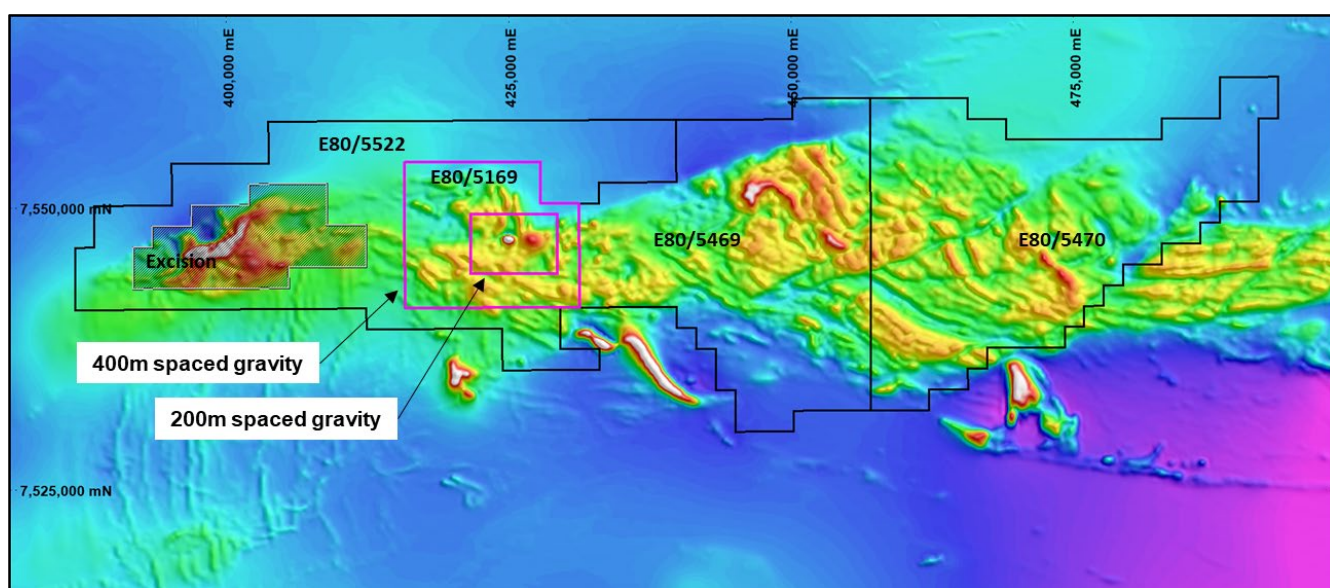 400,000 mE
425,000 mE
450,000 mE
475,000 mE
E80/5522
E80/5169
7,550,000 mN
E80/5469
E80/5470
Excision
400m spaced gravity
200m spaced gravity
7,525,000 mN